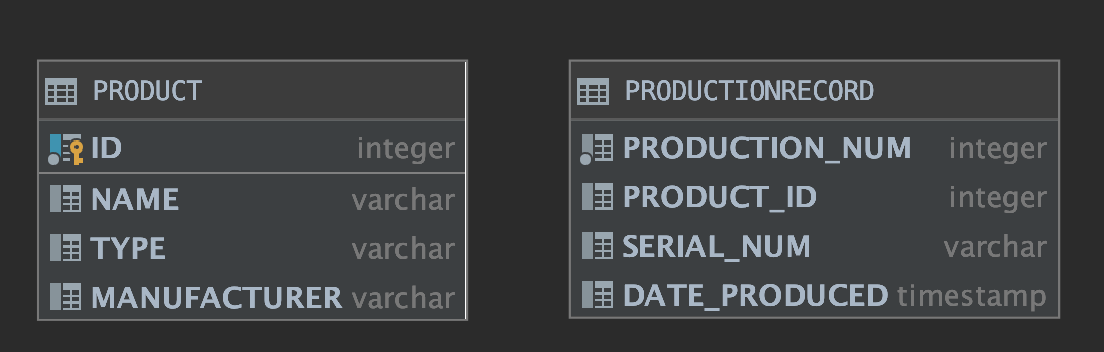 PRODUCT
ID integer
NAME varchar
TYPE varchar
MANUFACTURER varchar
PRODUCTIONRECORD
PRODUCTION_NUM integer
PRODUCT_ID integer
SERIAL_NUM varchar
DATE_PRODUCED timestamp